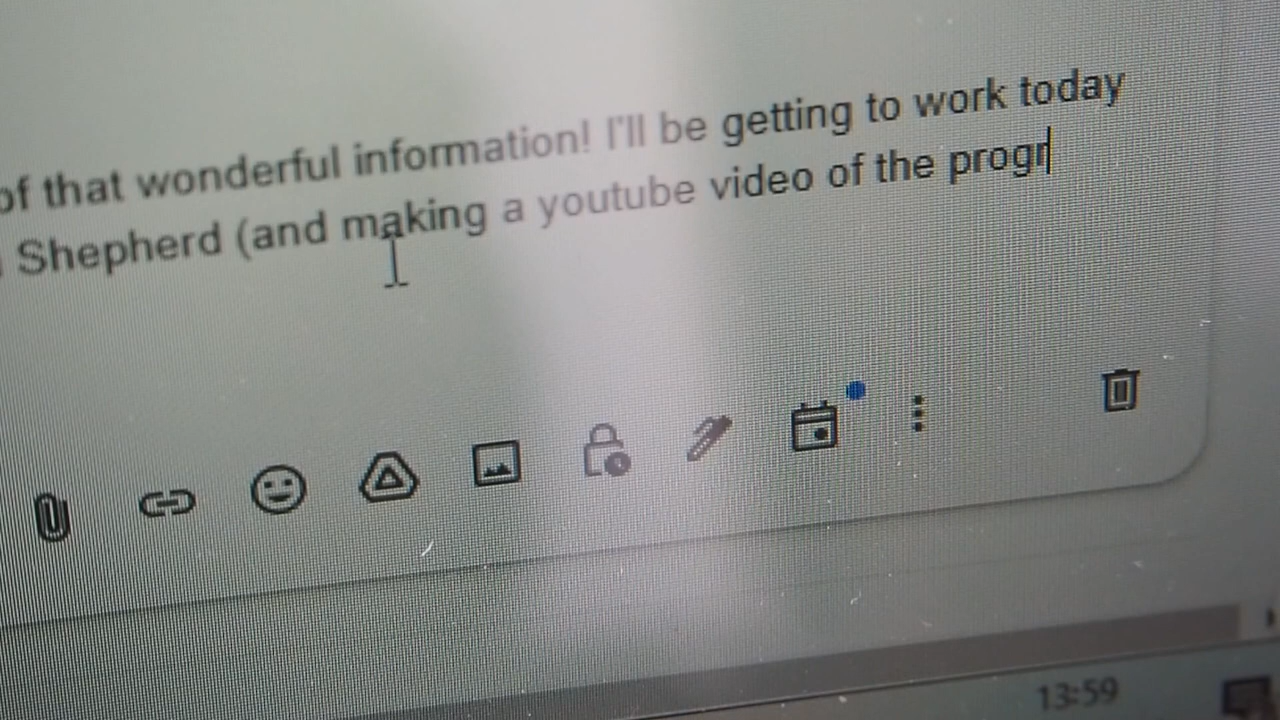 of that wonderful information! I'll be getting to work today
Shepherd (and making a youtube video of the progr
13:59